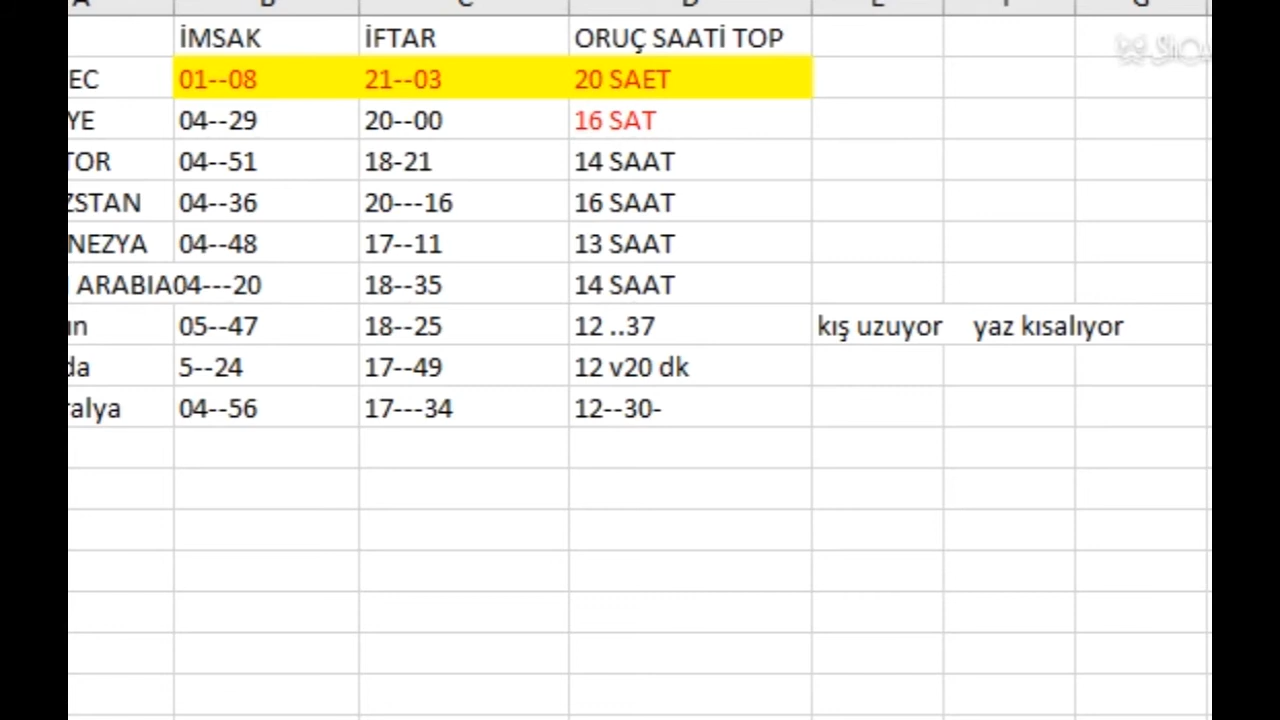 İMSAK İFTAR ORUÇ SAATİ TOP
EC 01--08 21--03 20 SAET
YE 04--29 20--00 16 SAT
TOR 04--51 18-21 14 SAAT
ZSTAN 04--36 20---16 16 SAAT
NEZYA 04--48 17--11 13 SAAT
ARABIA04---20 18--35 14 SAAT
ın 05--47 18--25 12 ..37 kış uzuyor yaz kısalıyor
da 5--24 17--49 12 v20 dk
ralya 04--56 17---34 12--30-